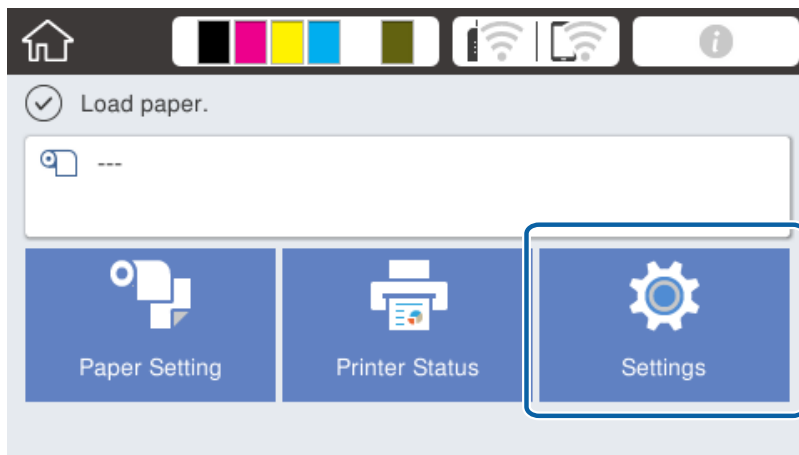 Load paper.
---
Paper Setting
Printer Status
Settings